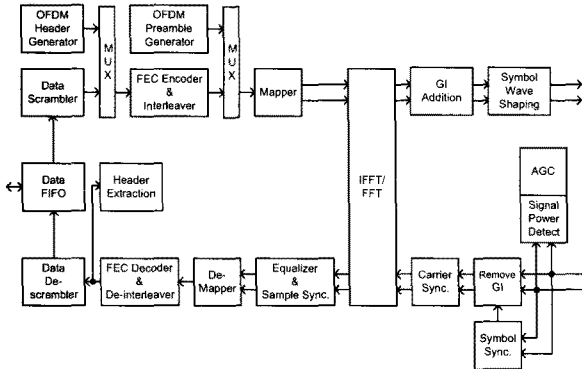 OFDM
Header
Generator
MUX
OFDM
Preamble
Generator
MUX
Data
Scrambler
FEC Encoder
&
Interleaver
Mapper
IFFT/
FFT
GI
Addition
Symbol
Wave
Shaping
Data
FIFO
Header
Extraction
AGC
Signal
Power
Detect
Data
De-
scrambler
FEC Decoder
&
De-interleaver
De-
Mapper
Equalizer
&
Sample Sync.
Carrier
Sync.
Remove
GI
Symbol
Sync.